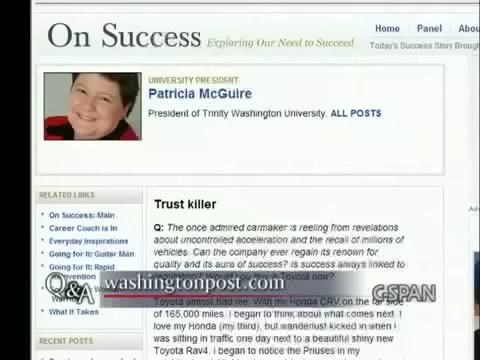 Home Panel Abou
On Success Exploring Our Need to Succeed
Today's Success Story Brough
UNIVERSITY PRESIDENT
Patricia McGuire
President of Trinity Washington University. ALL POSTS
RELATED LINKS
On Success: Main
Career Coach is In
Everyday Inspirations
Going for it: Guitar Man
Going for it: Rapid
What It Takes
RECENT POSTS
Trust killer
Q: The once admired carmaker is reeling from revelations
about uncontrolled acceleration and the recall of millions of
vehicles. Can the company ever regain its renown for
quality and its aura of success? Is success always linked to
Toyota almost had me. With my Honda CRV on the far side
of 165,000 miles, I began to think about what comes next. I
love my Honda (my third), but wanderlust kicked in when I
was sitting in traffic one day next to a beautiful shiny new
Toyota Rav4. I began to notice the Priuses in my
Q&A
washingtonpost.com
C-SPAN